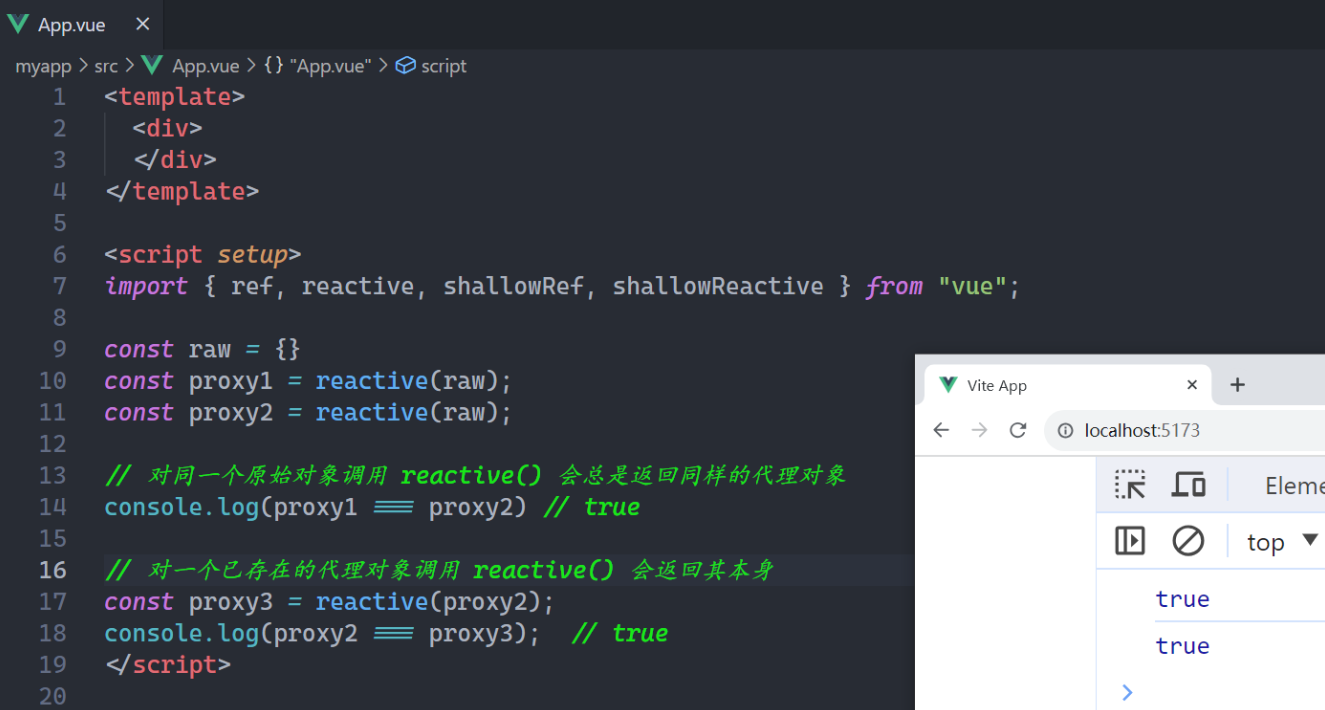 App.vue ×
myapp > src > App.vue > {} "App.vue" > script
1 <template>
2   <div>
3   </div>
4 </template>
5
6 <script setup>
7 import { ref, reactive, shallowRef, shallowReactive } from "vue";
8
9 const raw = {}
10 const proxy1 = reactive(raw);
11 const proxy2 = reactive(raw);
12
13 // 对同一个原始对象调用 reactive() 会总是返回同样的代理对象
14 console.log(proxy1 === proxy2) // true
15
16 // 对一个已存在的代理对象调用 reactive() 会返回其本身
17 const proxy3 = reactive(proxy2);
18 console.log(proxy2 === proxy3);  // true
19 </script>
20
Vite App × +
localhost:5173
Eleme
top
true
true
>